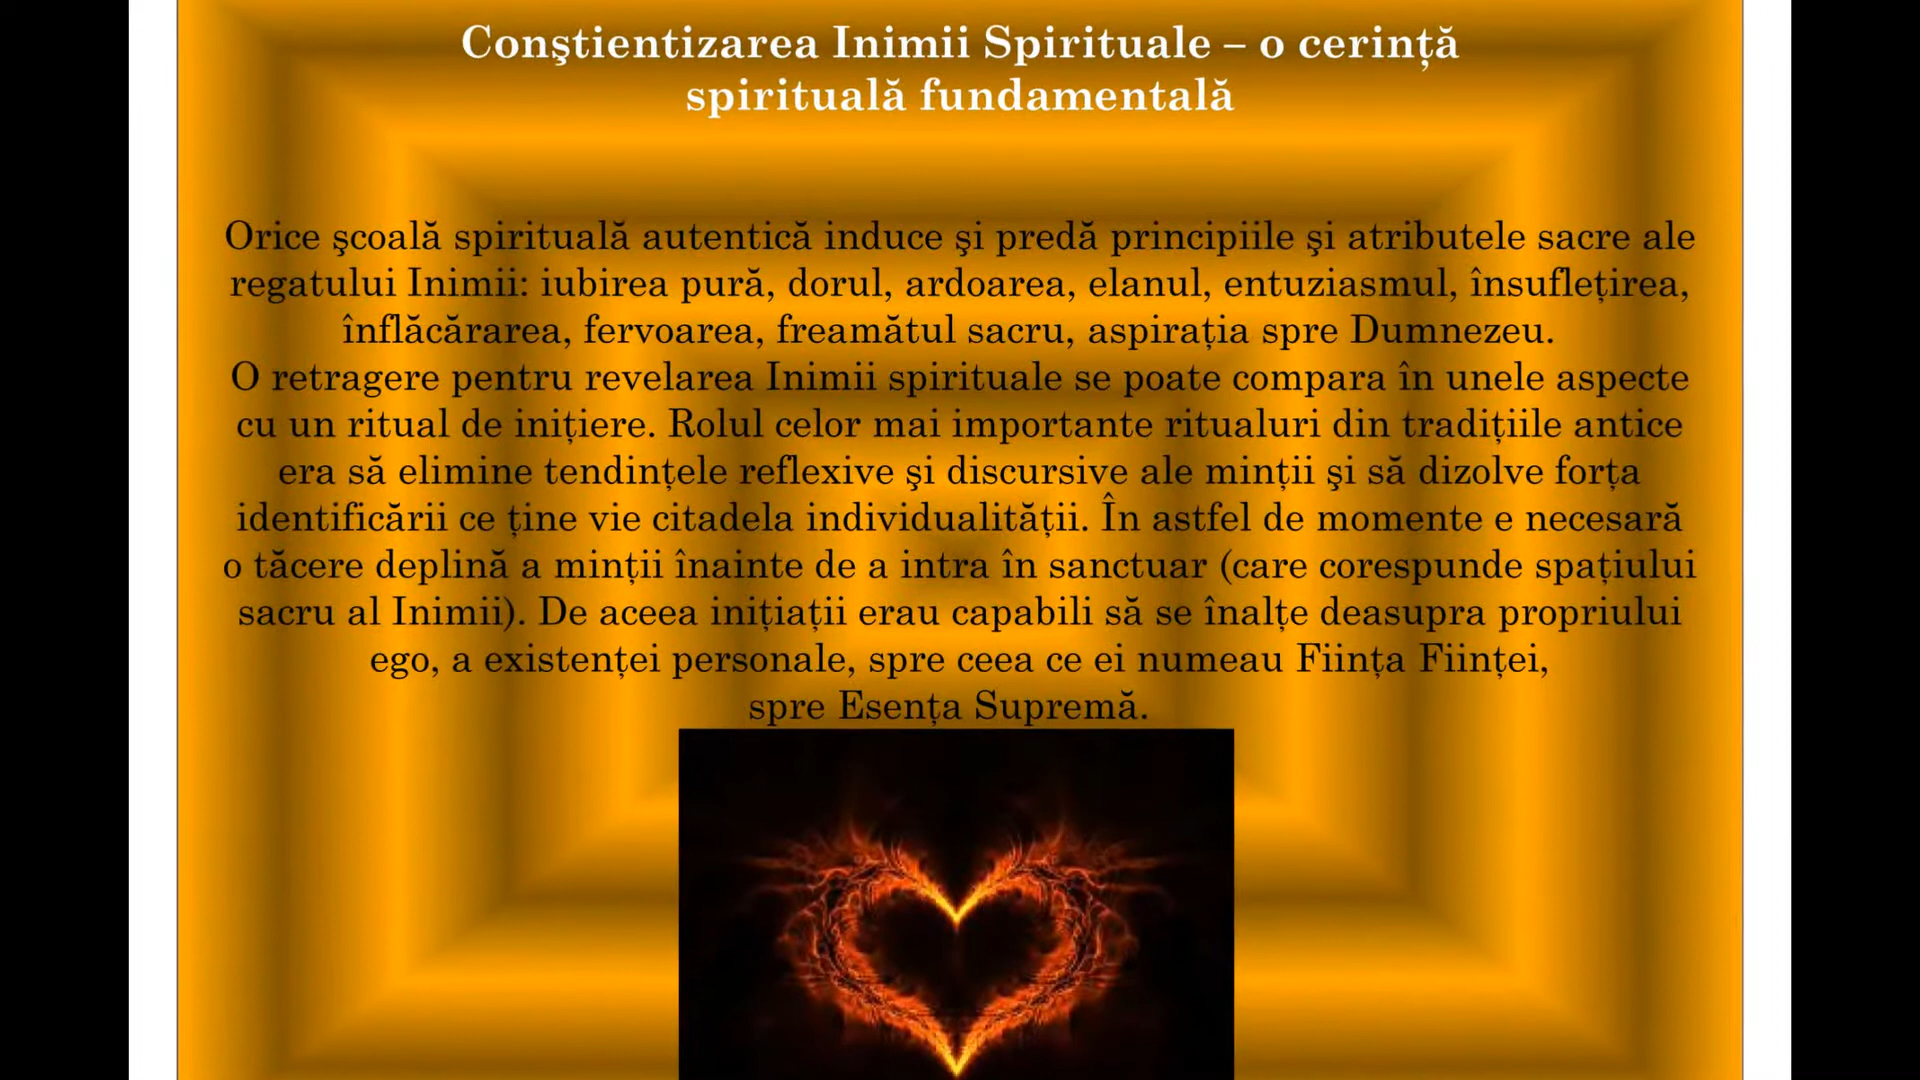 Conştientizarea Inimii Spirituale – o cerință
spirituală fundamentală
Orice şcoală spirituală autentică induce şi predă principiile şi atributele sacre ale
regatului Inimii: iubirea pură, dorul, ardoarea, elanul, entuziasmul, însuflețirea,
înflăcărarea, fervoarea, freamătul sacru, aspirația spre Dumnezeu.
O retragere pentru revelarea Inimii spirituale se poate compara în unele aspecte
cu un ritual de inițiere. Rolul celor mai importante ritualuri din tradițiile antice
era să elimine tendințele reflexive şi discursive ale minții şi să dizolve forța
identificării ce ține vie citadela individualității. În astfel de momente e necesară
o tăcere deplină a minții înainte de a intra în sanctuar (care corespunde spațiului
sacru al Inimii). De aceea inițiații erau capabili să se înalțe deasupra propriului
ego, a existenței personale, spre ceea ce ei numeau Ființa Ființei,
spre Esența Supremă.